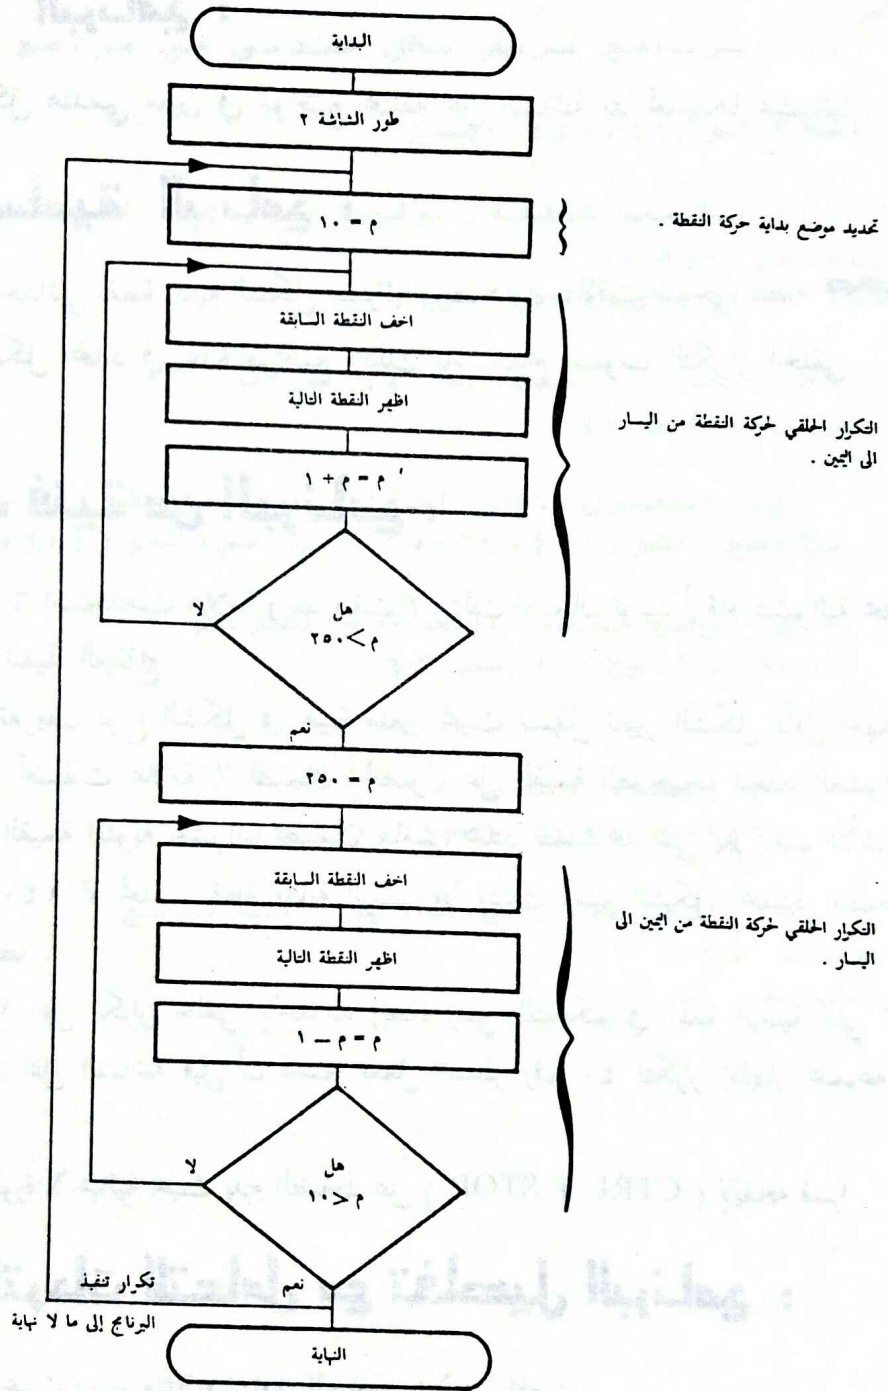 البداية
طور الشاشة ٢
م = ١٠
تحديد موضع بداية حركة النقطة .
اخف النقطة السابقة
اظهر النقطة التالية
م = م + ١
التكرار الحلقي لحركة النقطة من اليسار
الى اليمين .
هل
م > ٢٥٠
لا
نعم
م = ٢٥٠
اخف النقطة السابقة
اظهر النقطة التالية
م = م – ١
التكرار الحلقي لحركة النقطة من اليمين الى
اليسار .
هل
م < ١٠
لا
نعم
تكرار تنفيذ
البرنامج إلى ما لا نهاية
النهاية